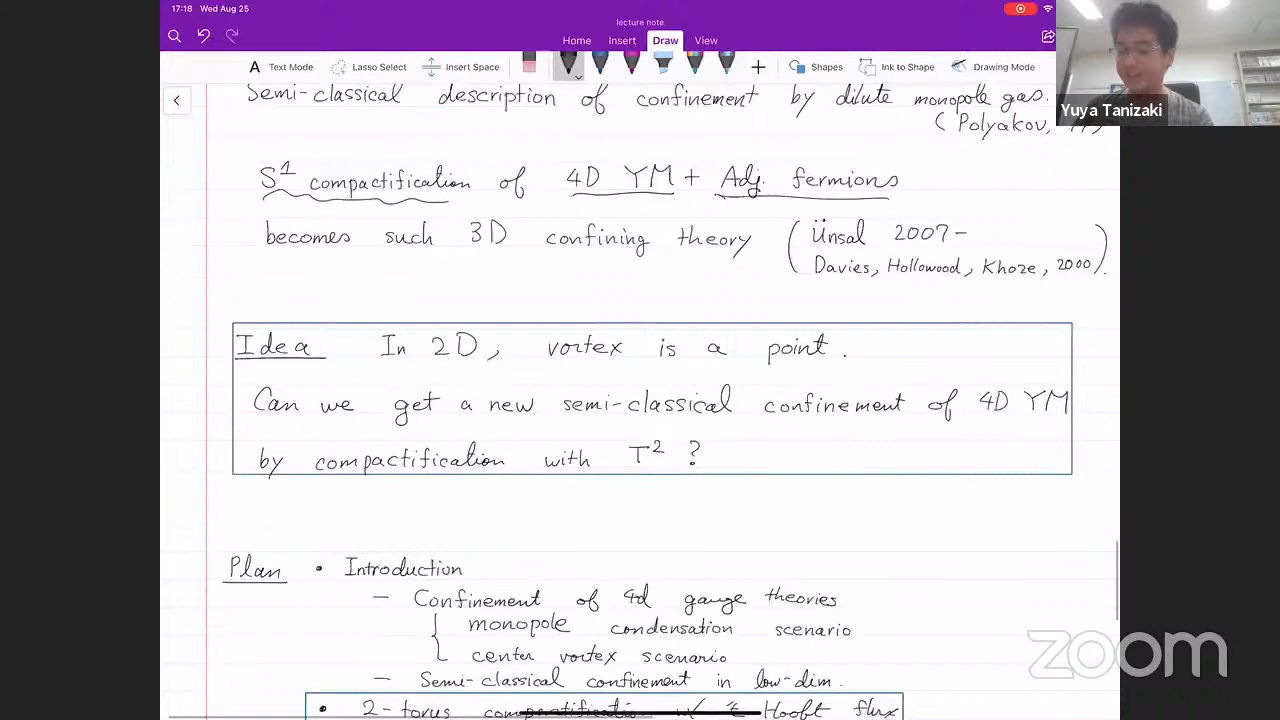 17:18 Wed Aug 25
lecture note
Home Insert Draw View
A Text Mode Lasso Select Insert Space Shapes Ink to Shape Drawing Mode
Semi-classical description of confinement by dilute monopole gas.
(Polyakov,
Yuya Tanizaki
S¹ compactification of 4D YM + Adj. fermions
becomes such 3D confining theory (Ünsal 2007-
Davies, Hollowood, Khoze, 2000).
Idea In 2D, vortex is a point.
Can we get a new semi-classical confinement of 4D YM
by compactification with T² ?
Plan • Introduction
— Confinement of 4d gauge theories
{ monopole condensation scenario
center vortex scenario
— Semi-classical confinement in low-dim.
• 2-torus compactification w/ 't Hooft flux
zoom